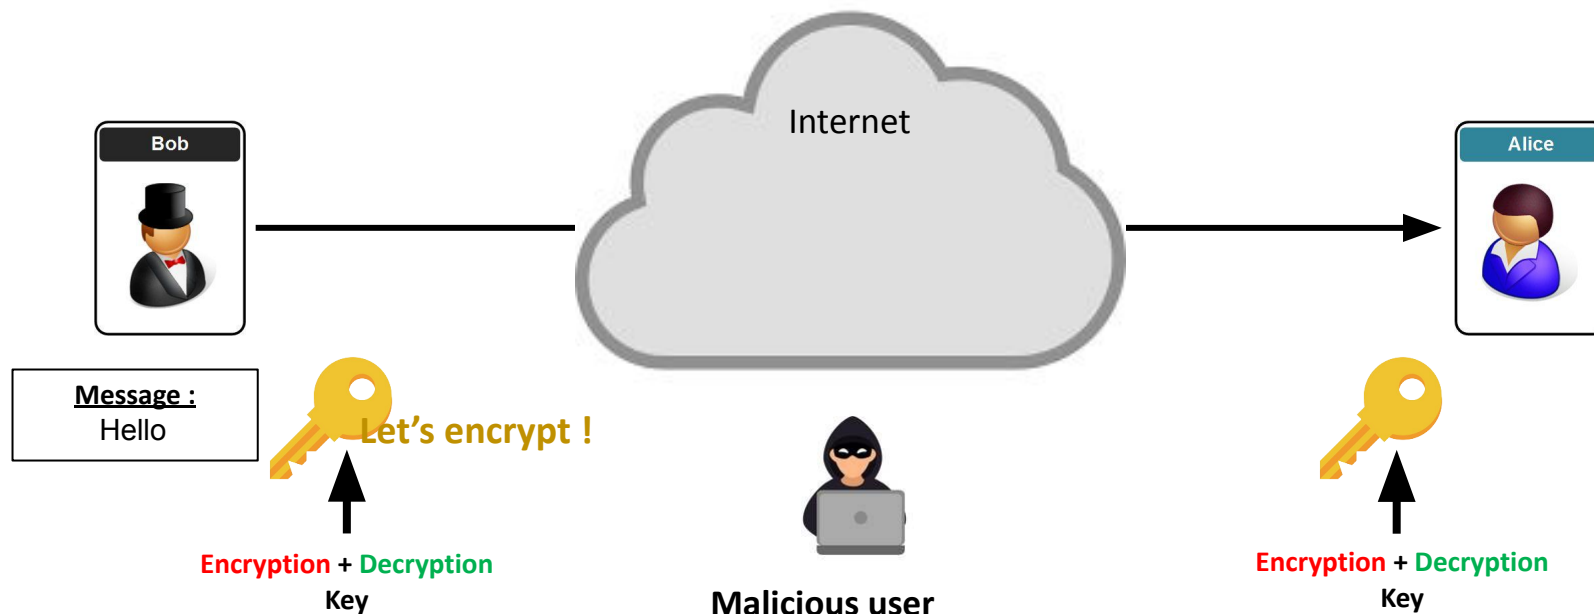 Internet
Bob
Alice
Message :
Hello
Let’s encrypt !
Encryption + Decryption
Key
Malicious user
Encryption + Decryption
Key